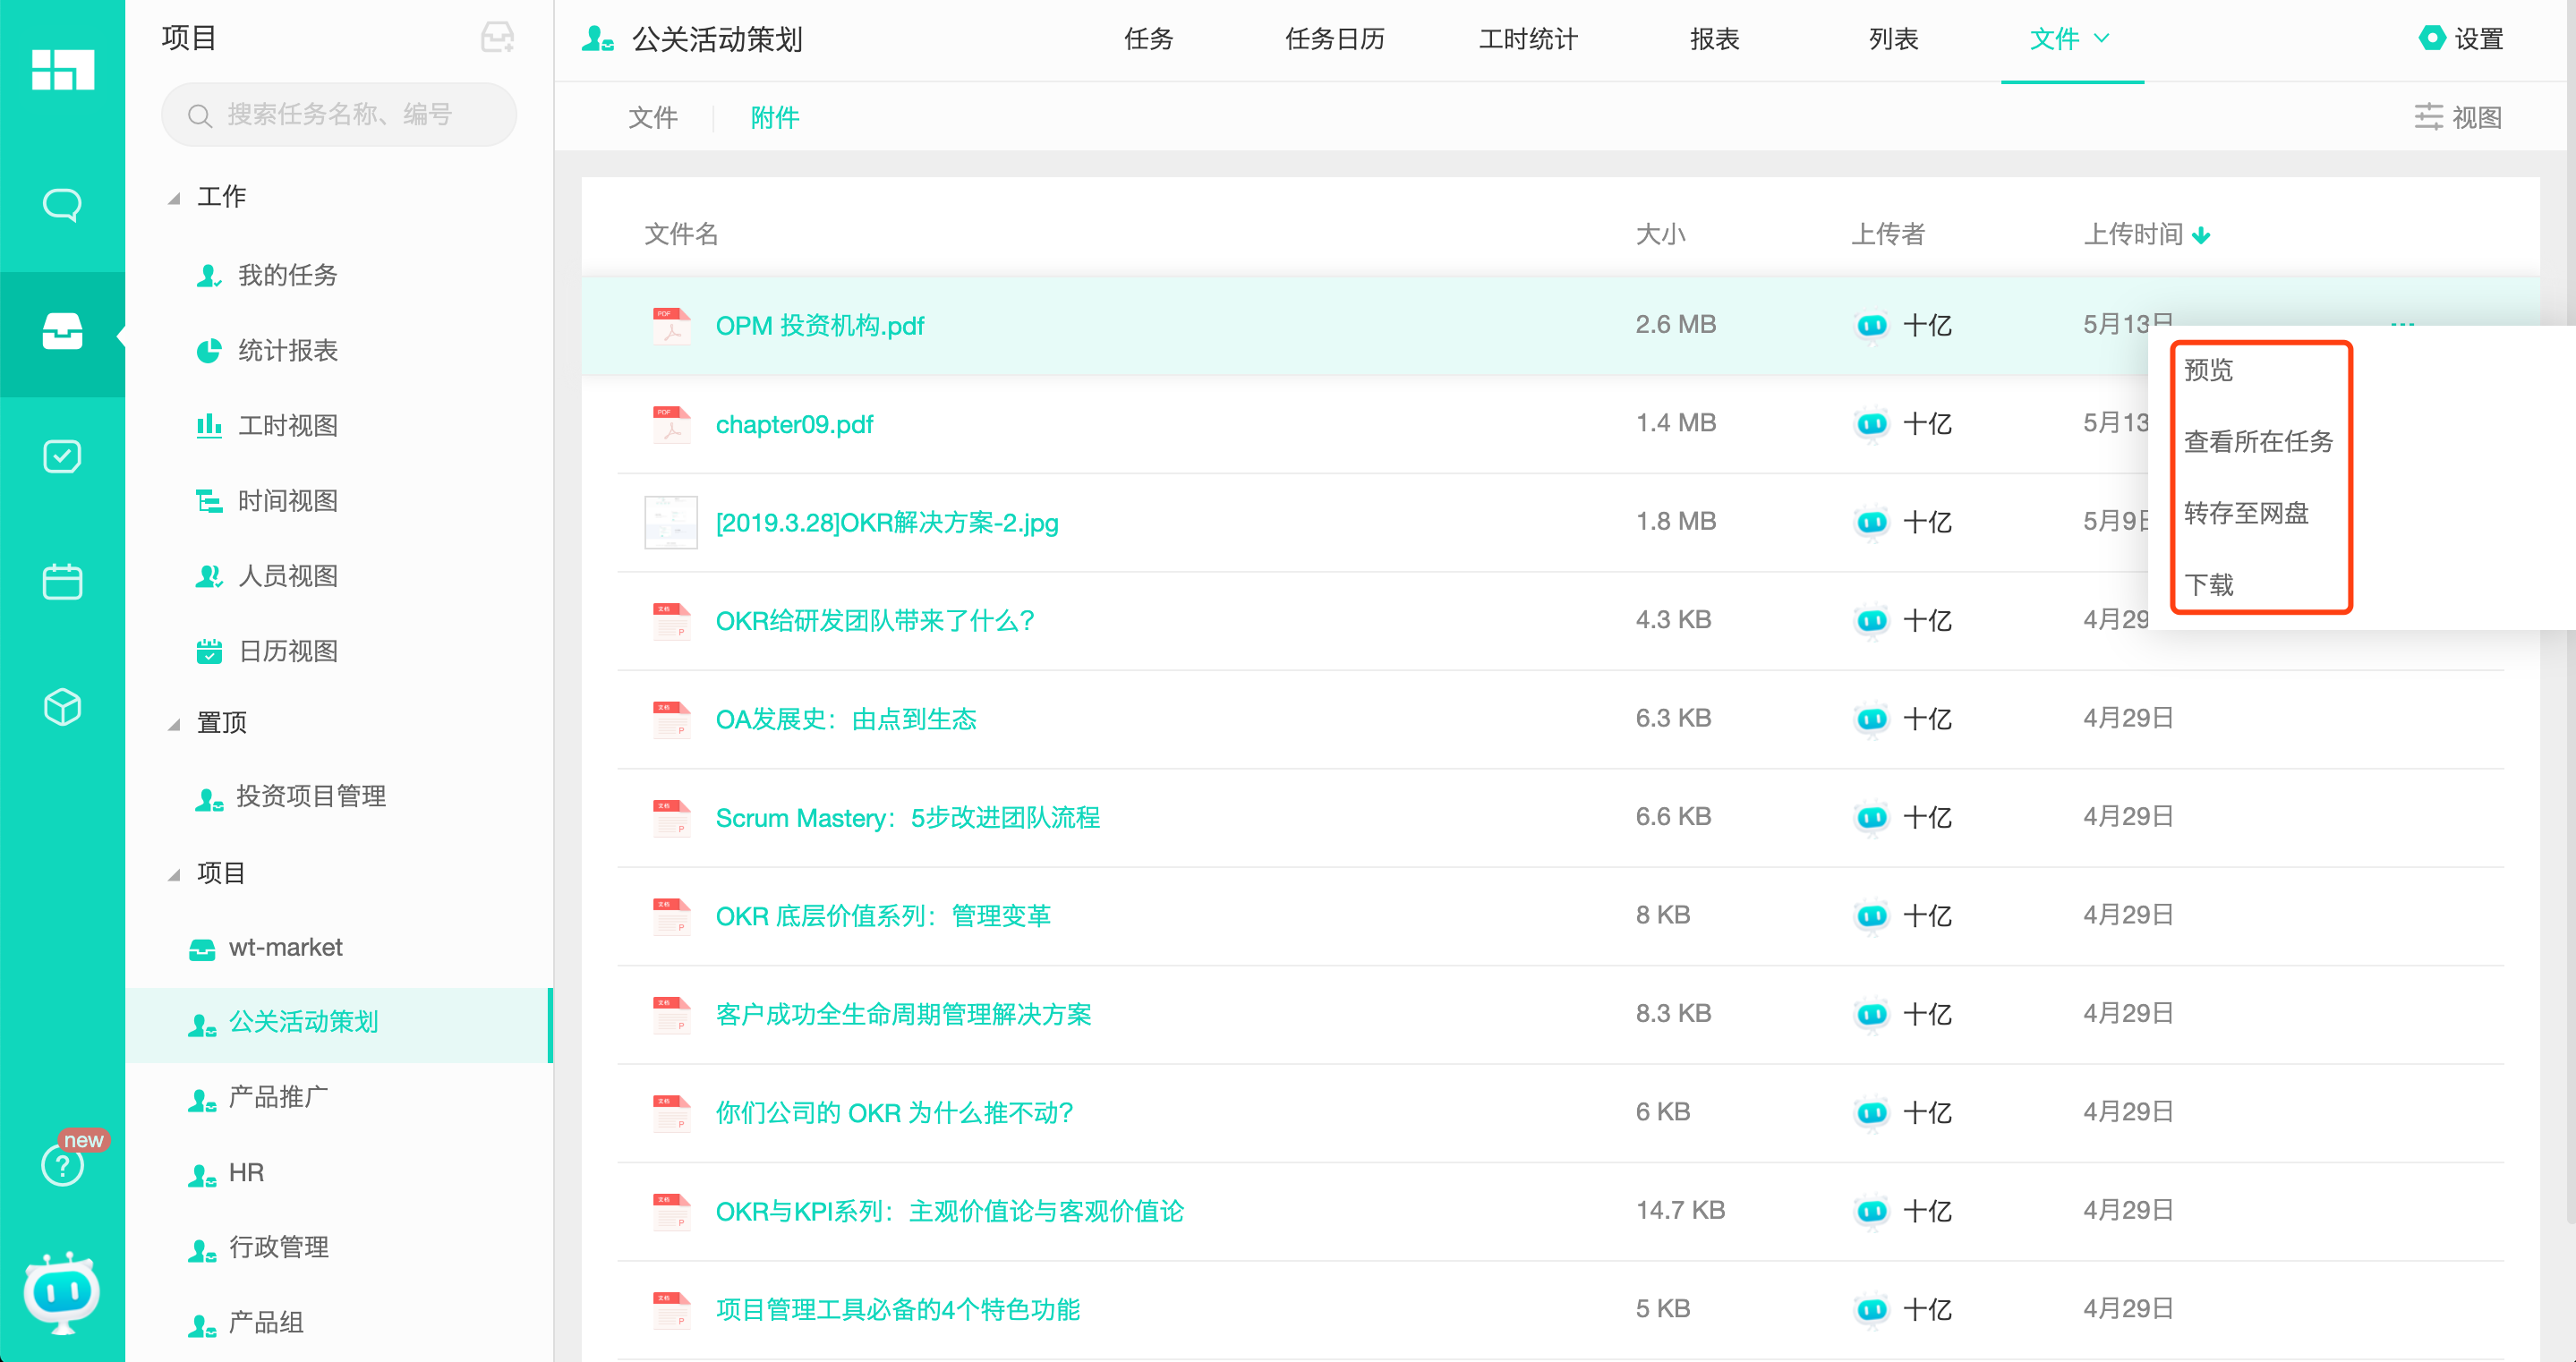 项目
搜索任务名称、编号
工作
我的任务
统计报表
工时视图
时间视图
人员视图
日历视图
置顶
投资项目管理
项目
wt-market
公关活动策划
产品推广
HR
行政管理
产品组
new
公关活动策划
任务
任务日历
工时统计
报表
列表
文件
设置
文件
附件
视图
文件名 大小 上传者 上传时间
PDF OPM 投资机构.pdf 2.6 MB 十亿 5月13日
PDF chapter09.pdf 1.4 MB 十亿 5月13
[2019.3.28]OKR解决方案-2.jpg 1.8 MB 十亿 5月9日
文档 P OKR给研发团队带来了什么？ 4.3 KB 十亿 4月29
文档 P OA发展史：由点到生态 6.3 KB 十亿 4月29日
文档 P Scrum Mastery：5步改进团队流程 6.6 KB 十亿 4月29日
文档 P OKR 底层价值系列：管理变革 8 KB 十亿 4月29日
文档 P 客户成功全生命周期管理解决方案 8.3 KB 十亿 4月29日
文档 P 你们公司的 OKR 为什么推不动？ 6 KB 十亿 4月29日
文档 P OKR与KPI系列：主观价值论与客观价值论 14.7 KB 十亿 4月29日
文档 P 项目管理工具必备的4个特色功能 5 KB 十亿 4月29日
预览
查看所在任务
转存至网盘
下载